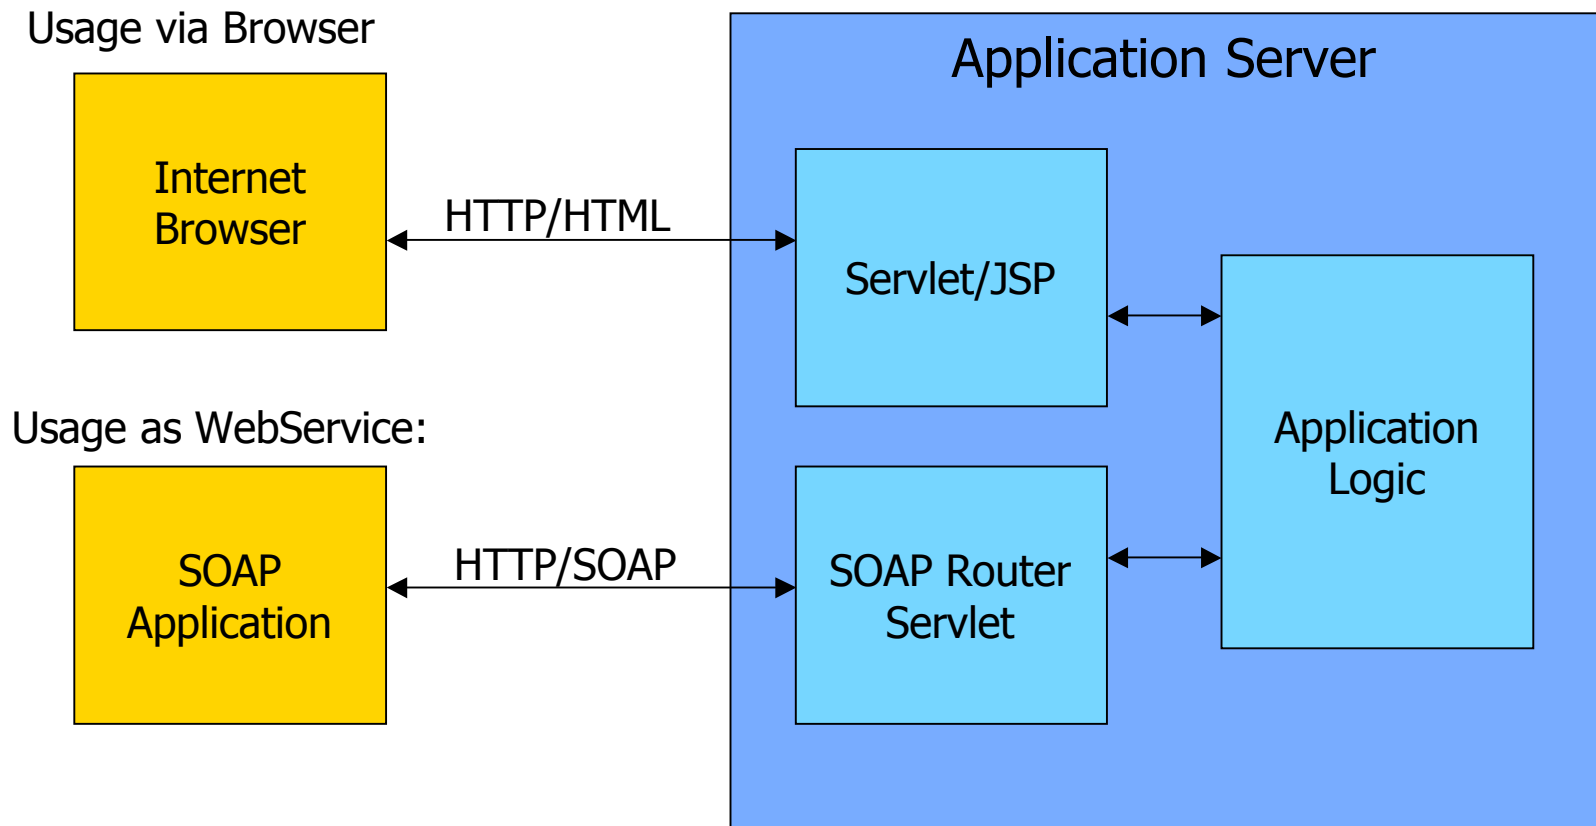 Usage via Browser
Application Server
Internet
Browser
HTTP/HTML
Servlet/JSP
Usage as WebService:
Application
Logic
SOAP
Application
HTTP/SOAP
SOAP Router
Servlet